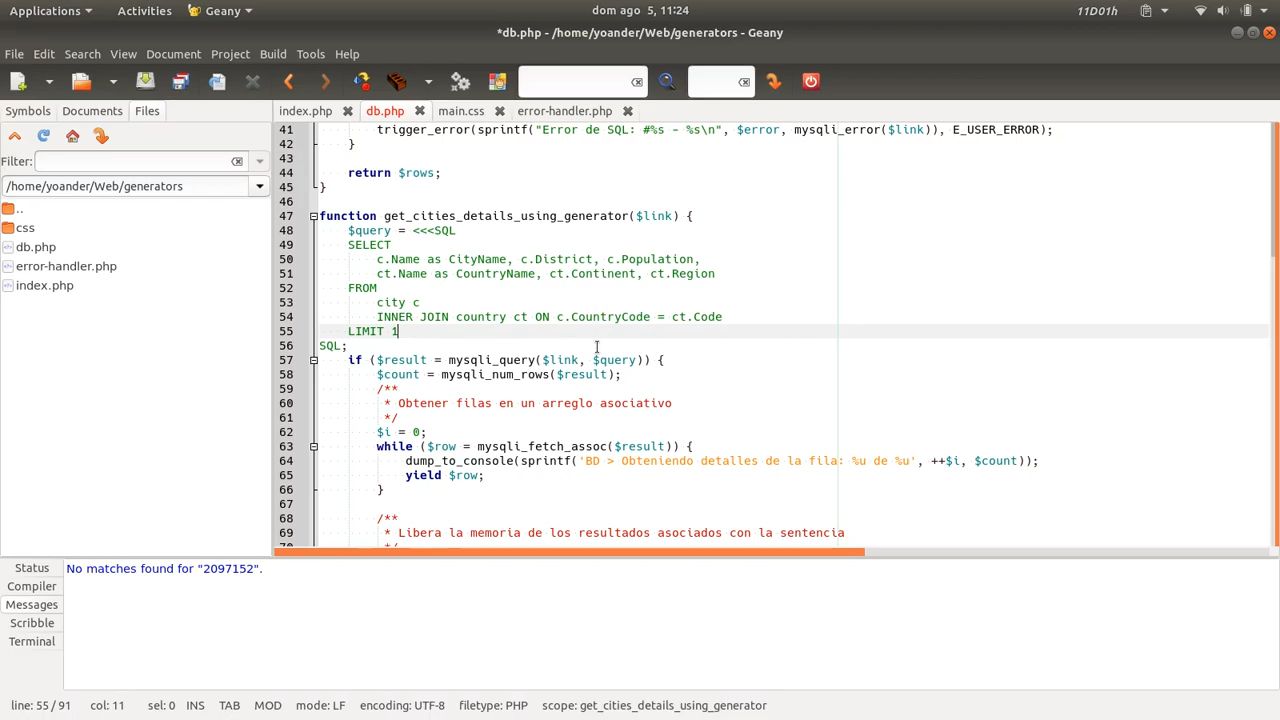 Applications Activities Geany dom ago 5, 11:24 11D01h
*db.php - /home/yoander/Web/generators - Geany
File Edit Search View Document Project Build Tools Help
Symbols Documents Files index.php db.php main.css error-handler.php
Filter:
/home/yoander/Web/generators
..
css
db.php
error-handler.php
index.php
41 trigger_error(sprintf("Error de SQL: #%s - %s\n", $error, mysqli_error($link)), E_USER_ERROR);
42 }
43
44 return $rows;
45 }
46
47 function get_cities_details_using_generator($link) {
48 $query = <<<SQL
49 SELECT
50 c.Name as CityName, c.District, c.Population,
51 ct.Name as CountryName, ct.Continent, ct.Region
52 FROM
53 city c
54 INNER JOIN country ct ON c.CountryCode = ct.Code
55 LIMIT 1
56 SQL;
57 if ($result = mysqli_query($link, $query)) {
58 $count = mysqli_num_rows($result);
59 /**
60 * Obtener filas en un arreglo asociativo
61 */
62 $i = 0;
63 while ($row = mysqli_fetch_assoc($result)) {
64 dump_to_console(sprintf('BD > Obteniendo detalles de la fila: %u de %u', ++$i, $count));
65 yield $row;
66 }
67
68 /**
69 * Libera la memoria de los resultados asociados con la sentencia
70 */
Status
Compiler
Messages
Scribble
Terminal
No matches found for "2097152".
line: 55 / 91 col: 11 sel: 0 INS TAB MOD mode: LF encoding: UTF-8 filetype: PHP scope: get_cities_details_using_generator